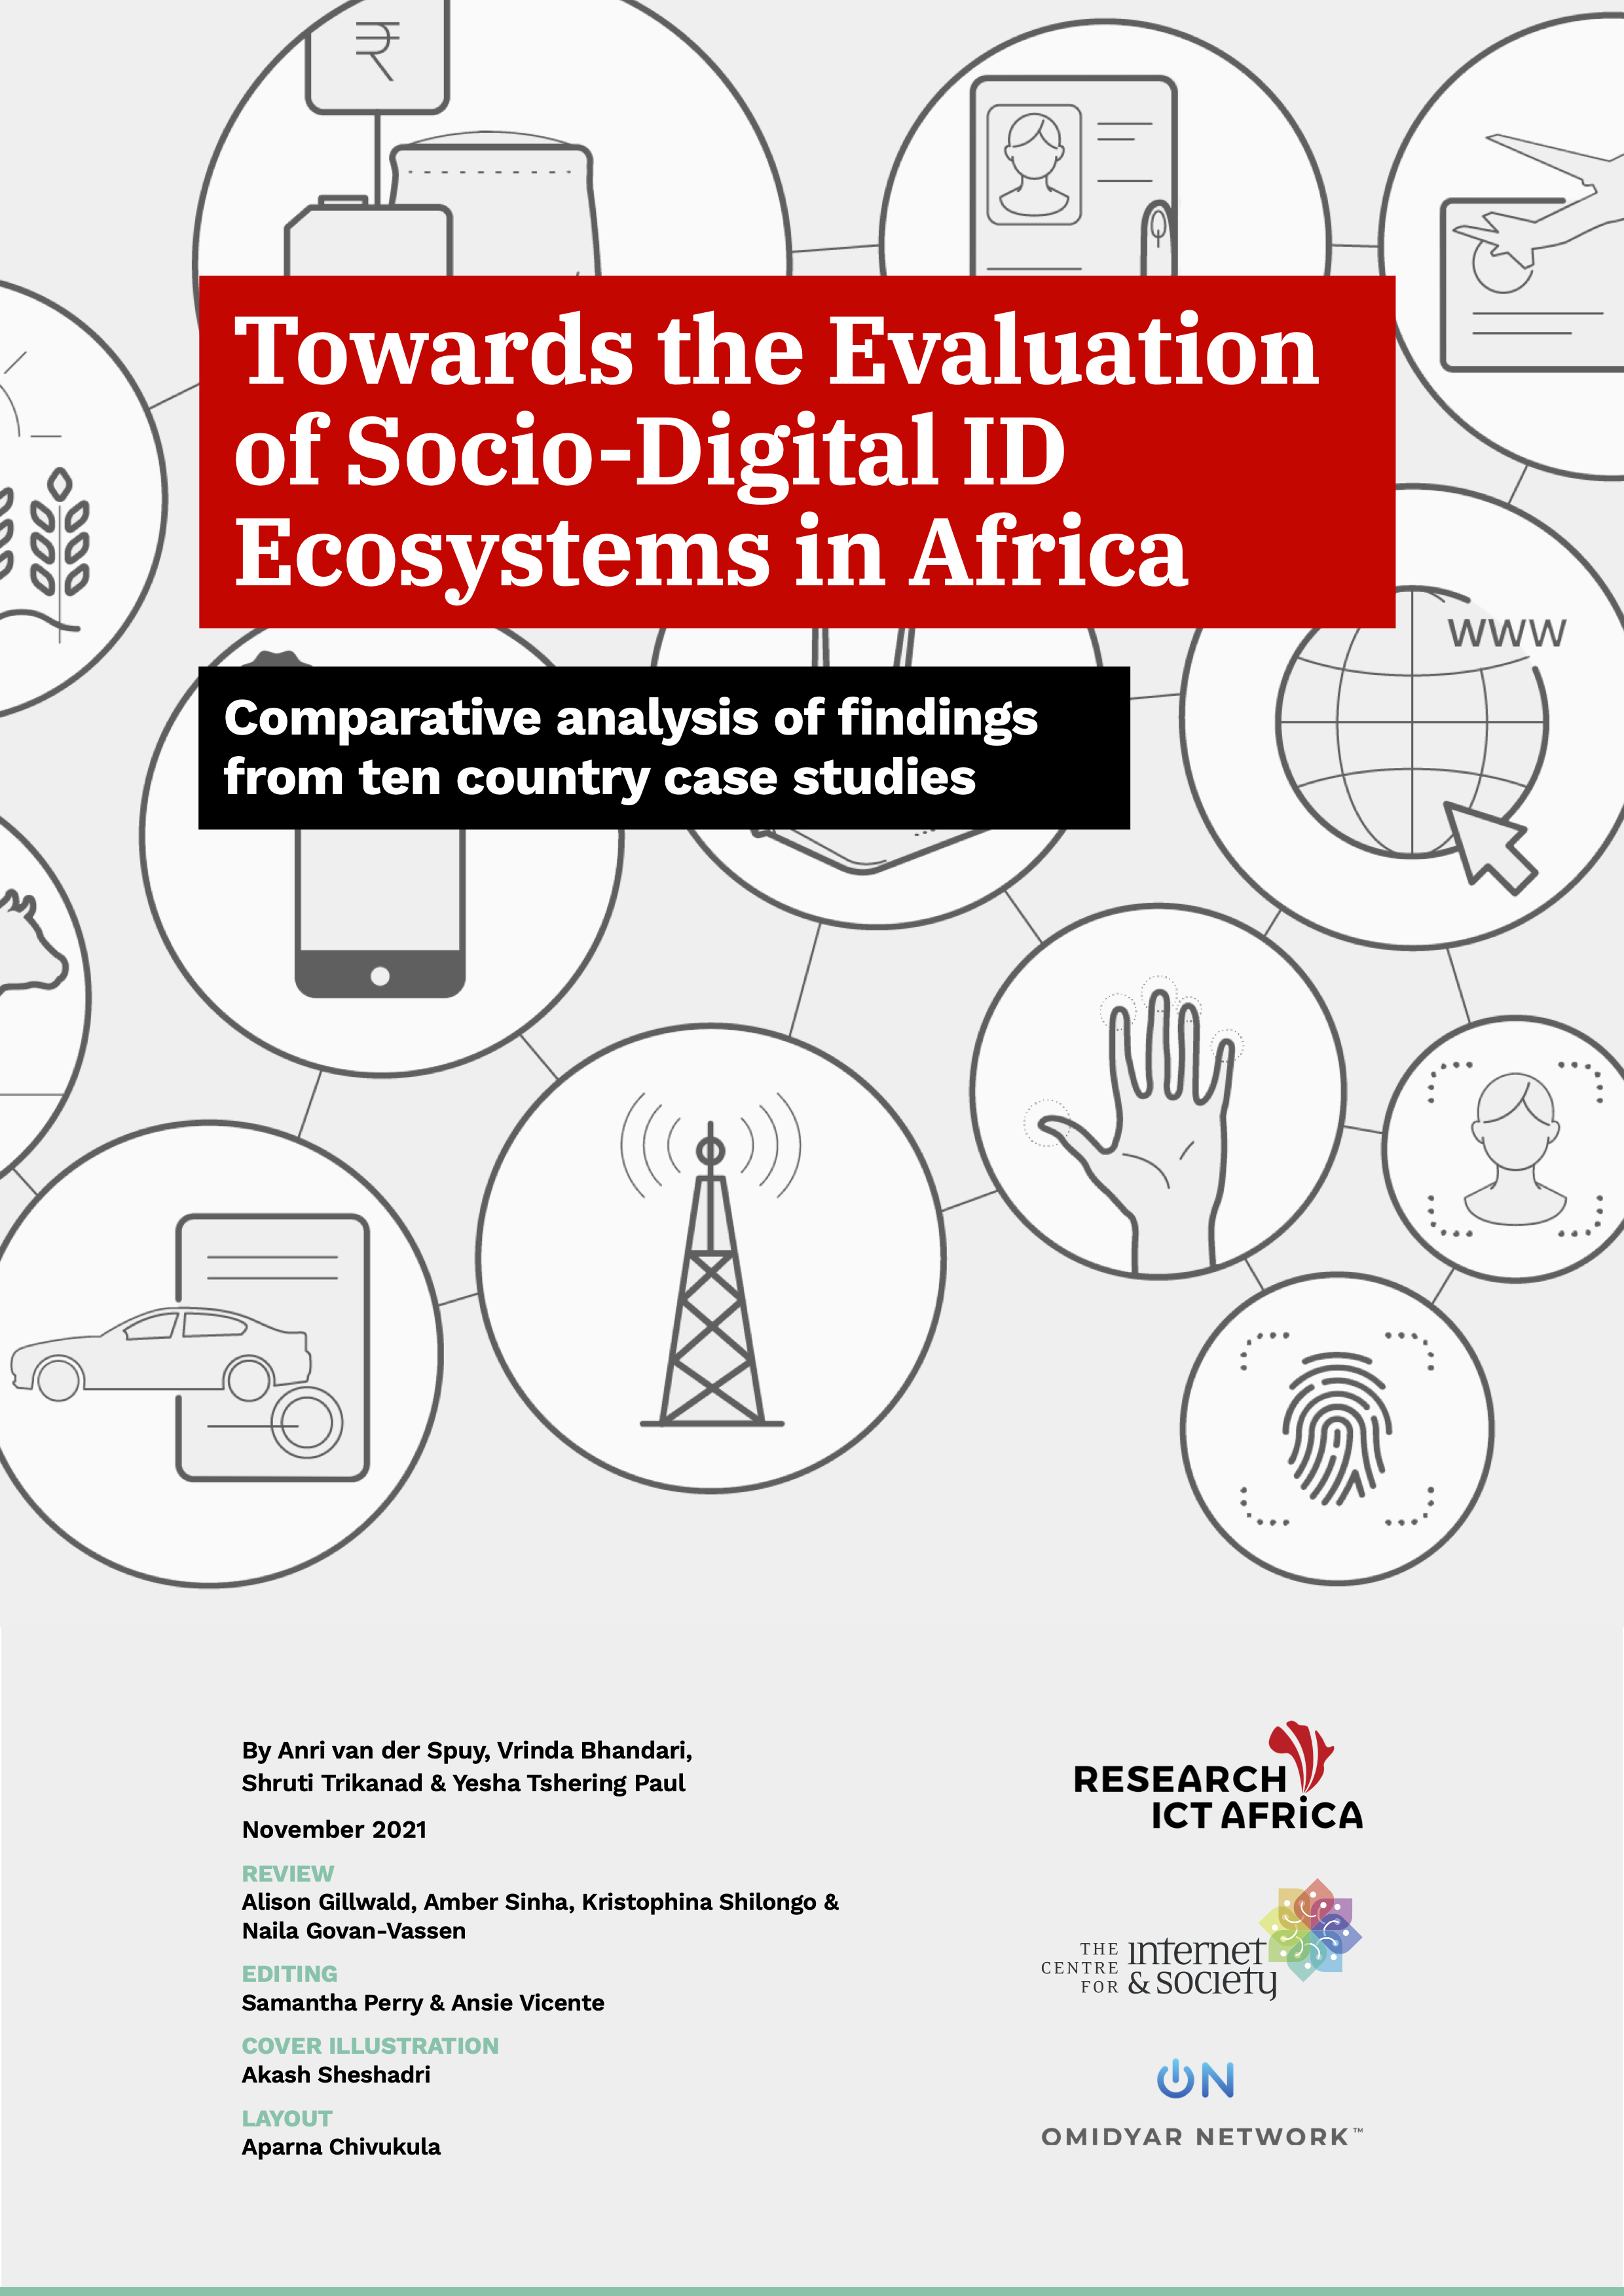 ₹
Towards the Evaluation
of Socio-Digital ID
Ecosystems in Africa
WWW
Comparative analysis of findings
from ten country case studies
By Anri van der Spuy, Vrinda Bhandari,
Shruti Trikanad & Yesha Tshering Paul
November 2021
REVIEW
Alison Gillwald, Amber Sinha, Kristophina Shilongo &
Naila Govan-Vassen
EDITING
Samantha Perry & Ansie Vicente
COVER ILLUSTRATION
Akash Sheshadri
LAYOUT
Aparna Chivukula
RESEARCH
ICT AFRICA
THE
CENTRE
FOR
internet
& society
ON
OMIDYAR NETWORK™